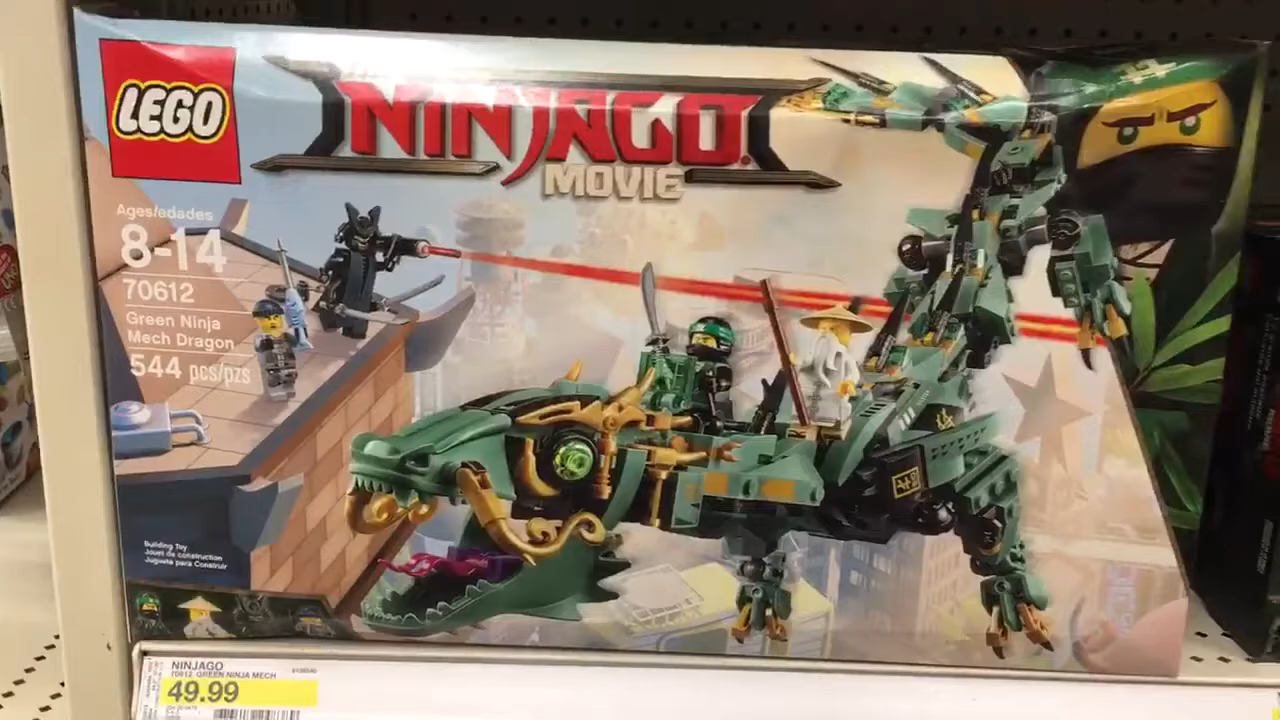 LEGO
NINJAGO
MOVIE
Ages/edades
8-14
70612
Green Ninja
Mech Dragon
544 pcs/pzs
Building Toy
Jouet de construction
Jugueta para Construir
NINJAGO
70612 GREEN NINJA MECH
49.99